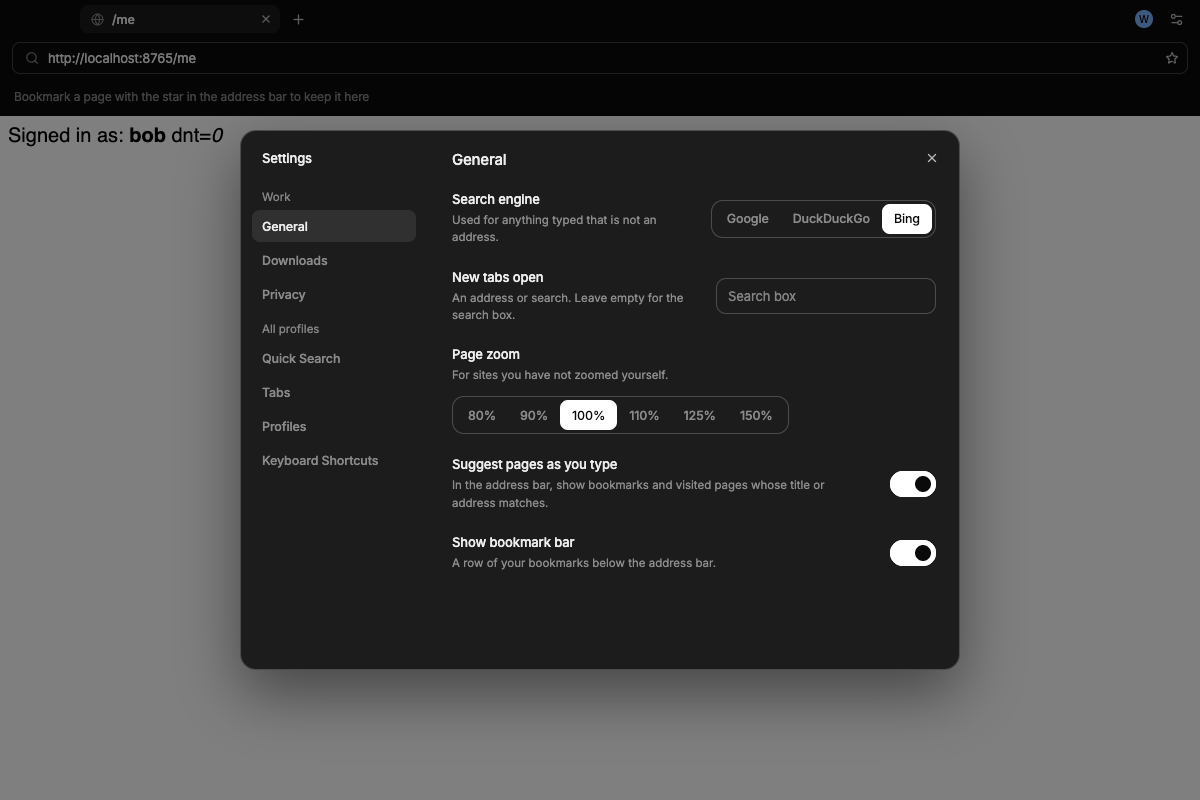 /me
W
http://localhost:8765/me
Bookmark a page with the star in the address bar to keep it here
Signed in as: bob dnt=0
Settings
Work
General
Downloads
Privacy
All profiles
Quick Search
Tabs
Profiles
Keyboard Shortcuts
General
Search engine
Used for anything typed that is not an
address.
Google DuckDuckGo Bing
New tabs open
An address or search. Leave empty for the
search box.
Search box
Page zoom
For sites you have not zoomed yourself.
80% 90% 100% 110% 125% 150%
Suggest pages as you type
In the address bar, show bookmarks and visited pages whose title or
address matches.
Show bookmark bar
A row of your bookmarks below the address bar.